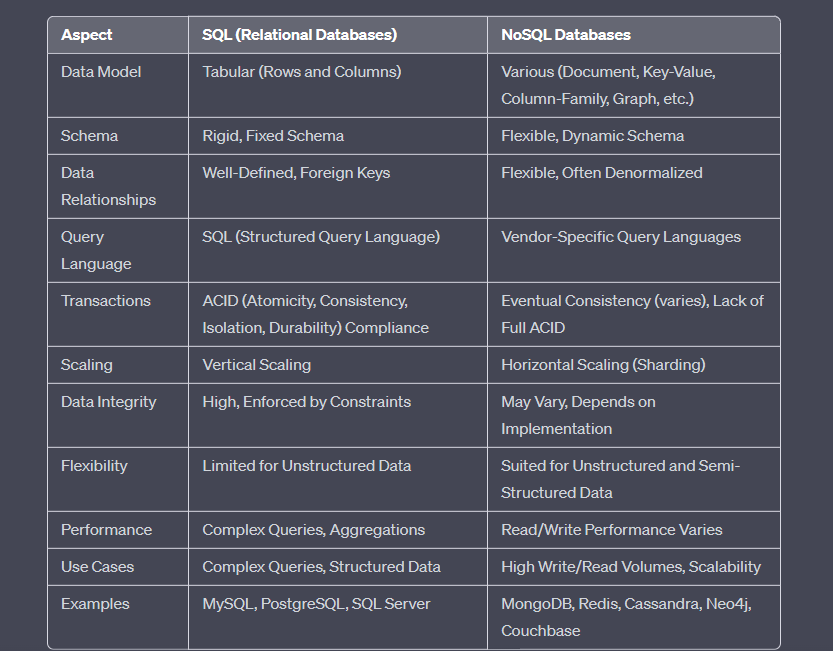 Aspect SQL (Relational Databases) NoSQL Databases
Data Model Tabular (Rows and Columns) Various (Document, Key-Value,
Column-Family, Graph, etc.)
Schema Rigid, Fixed Schema Flexible, Dynamic Schema
Data Well-Defined, Foreign Keys Flexible, Often Denormalized
Relationships
Query SQL (Structured Query Language) Vendor-Specific Query Languages
Language
Transactions ACID (Atomicity, Consistency, Eventual Consistency (varies), Lack of
Isolation, Durability) Compliance Full ACID
Scaling Vertical Scaling Horizontal Scaling (Sharding)
Data Integrity High, Enforced by Constraints May Vary, Depends on
Implementation
Flexibility Limited for Unstructured Data Suited for Unstructured and Semi-
Structured Data
Performance Complex Queries, Aggregations Read/Write Performance Varies
Use Cases Complex Queries, Structured Data High Write/Read Volumes, Scalability
Examples MySQL, PostgreSQL, SQL Server MongoDB, Redis, Cassandra, Neo4j,
Couchbase